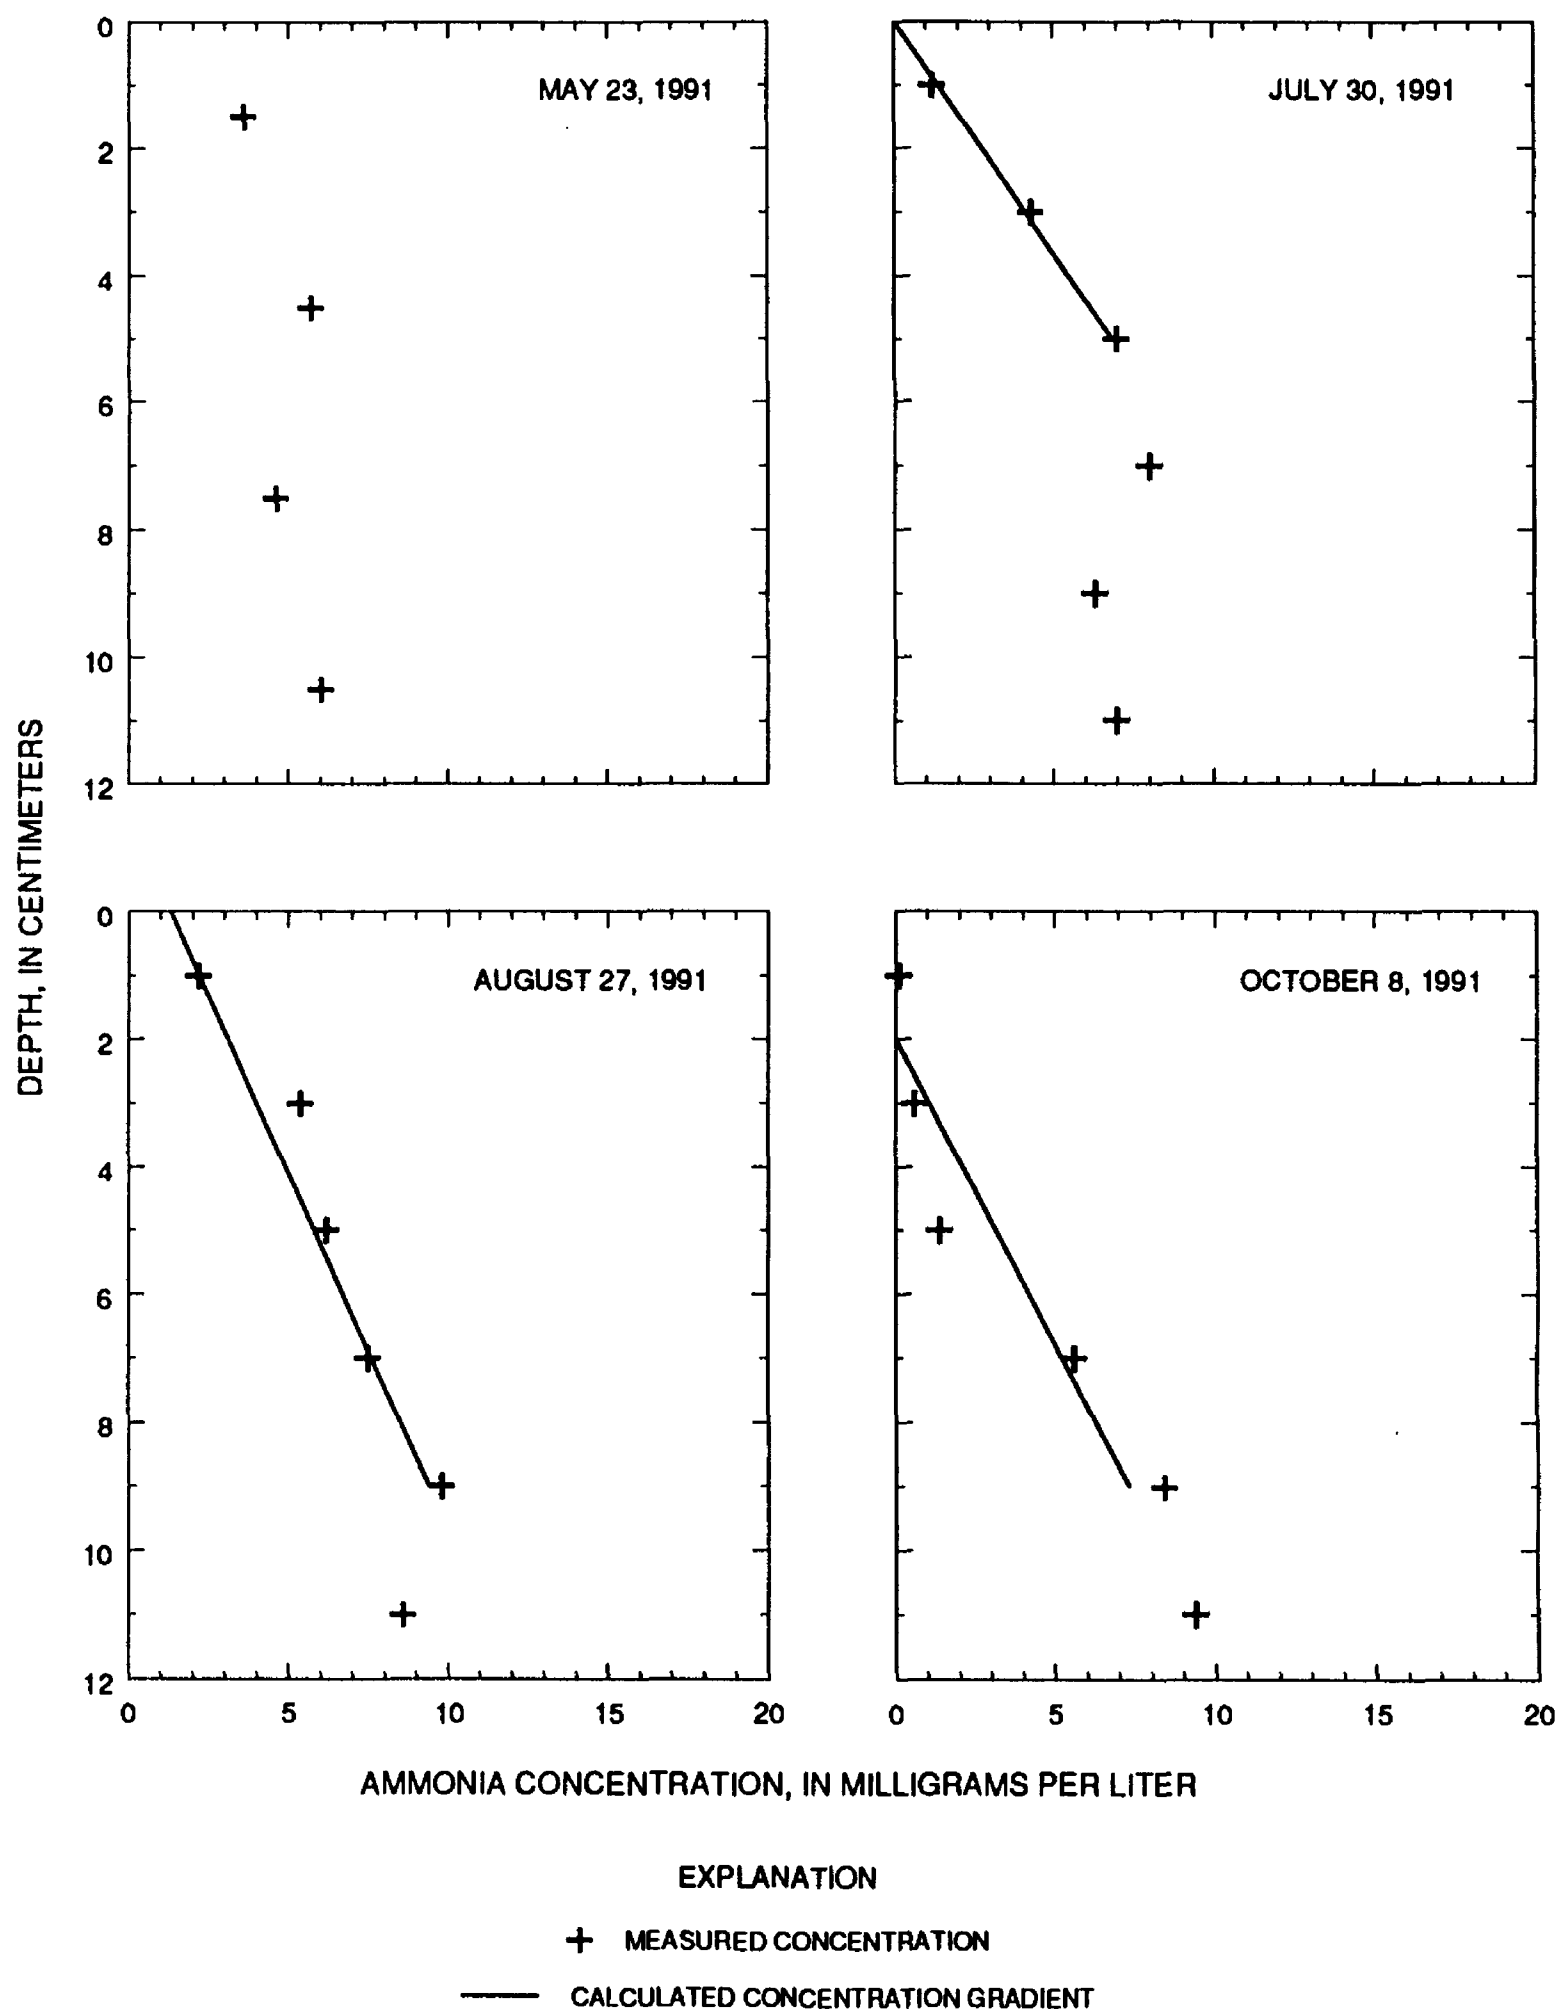 0
2
4
6
8
10
12
MAY 23, 1991
JULY 30, 1991
DEPTH, IN CENTIMETERS
0
2
4
6
8
10
12
AUGUST 27, 1991
OCTOBER 8, 1991
0 5 10 15 20
0 5 10 15 20
AMMONIA CONCENTRATION, IN MILLIGRAMS PER LITER
EXPLANATION
MEASURED CONCENTRATION
CALCULATED CONCENTRATION GRADIENT